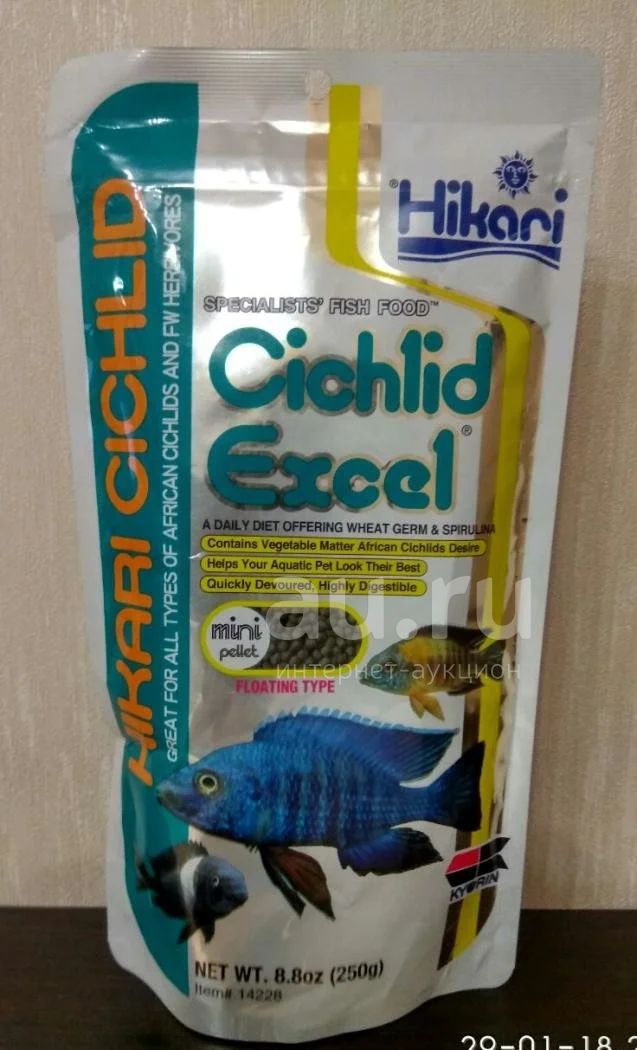 ®Hikari
SPECIALISTS' FISH FOOD™
Cichlid
Excel®
A DAILY DIET OFFERING WHEAT GERM & SPIRULINA
Contains Vegetable Matter African Cichlids Desire
Helps Your Aquatic Pet Look Their Best
Quickly Devoured, Highly Digestible
mini
pellet
FLOATING TYPE
HIKARI CICHLID
GREAT FOR ALL TYPES OF AFRICAN CICHLIDS AND FW HERBIVORES
au.ru
интернет-аукцион
KYORIN
NET WT. 8.8oz (250g)
Item#: 14228
29-01-18